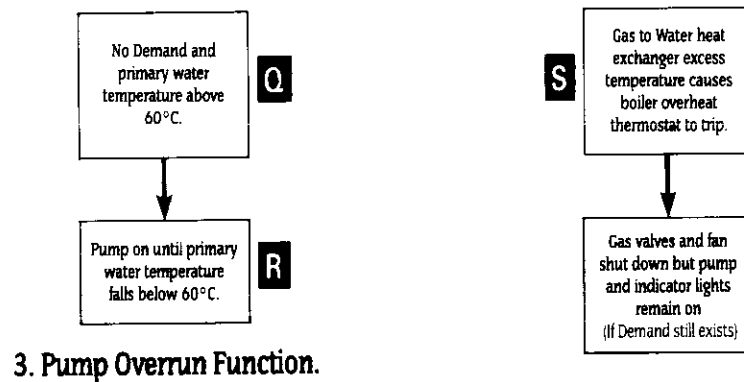 No Demand and
primary water
temperature above
60°C.
Q
Pump on until primary
water temperature
falls below 60°C.
R
3. Pump Overrun Function.
S
Gas to Water heat
exchanger excess
temperature causes
boiler overheat
thermostat to trip.
Gas valves and fan
shut down but pump
and indicator lights
remain on
(If Demand still exists)